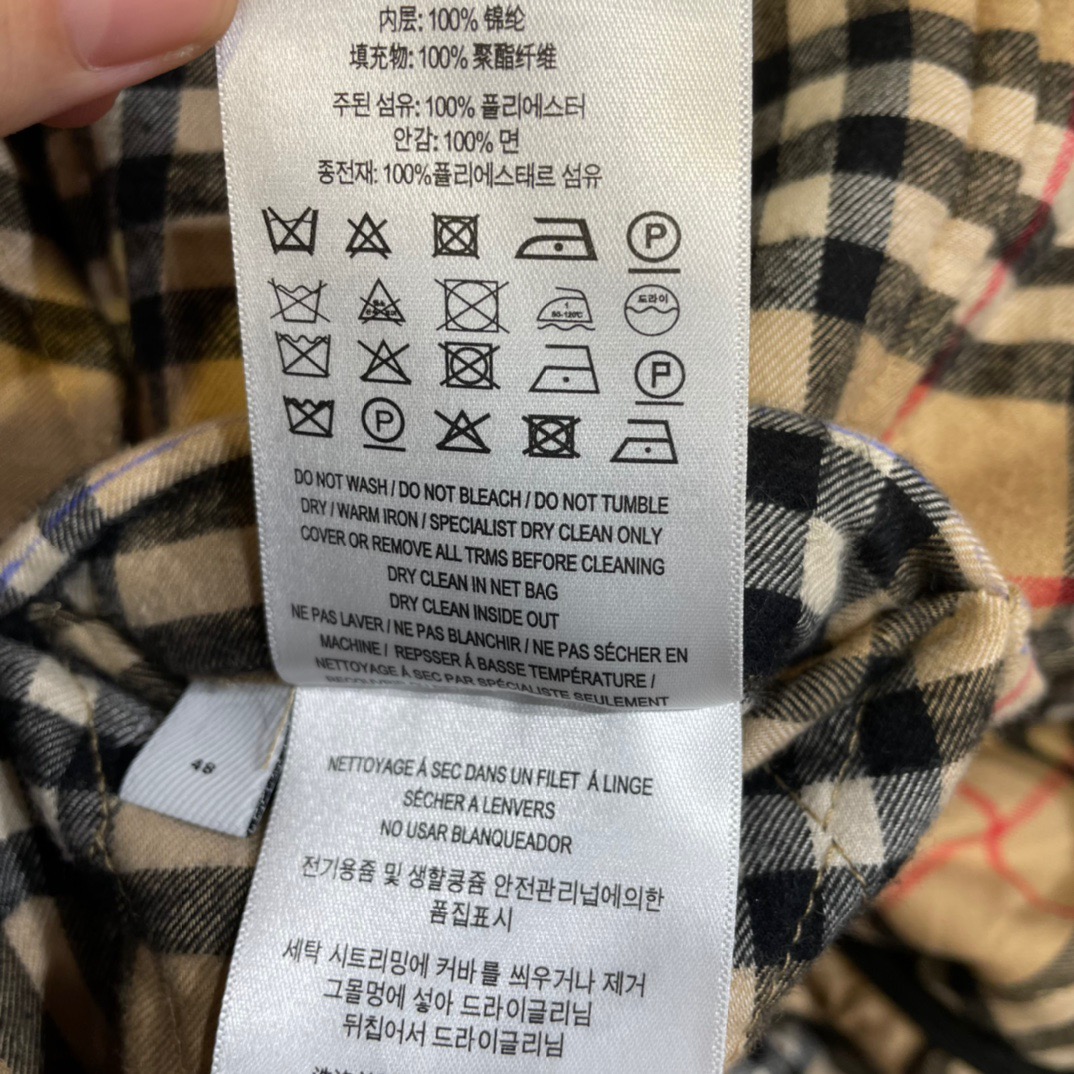 内层: 100% 锦纶
填充物: 100% 聚酯纤维
주된 섬유: 100% 폴리에스터
안감: 100% 면
종전재: 100%폴리에스태르 섬유
P
50-120℃
도라이
P
P
DO NOT WASH / DO NOT BLEACH / DO NOT TUMBLE
DRY / WARM IRON / SPECIALIST DRY CLEAN ONLY
COVER OR REMOVE ALL TRMS BEFORE CLEANING
DRY CLEAN IN NET BAG
DRY CLEAN INSIDE OUT
NE PAS LAVER / NE PAS BLANCHIR / NE PAS SÉCHER EN
MACHINE / REPSSER Á BASSE TEMPÉRATURE /
NETTOYAGE Á SEC PAR SPÉCIALISTE SEULEMENT
48
NETTOYAGE Á SEC DANS UN FILET Á LINGE
SÉCHER A LENVERS
NO USAR BLANQUEADOR
전기용즘 및 생햘콩즘 안전관리넙에의한
폼집표시
세탁 시트리밍에 커바를 씌우거나 제거
그몰멍에 섷아 드라이글리님
뒤칩어서 드라이글리님